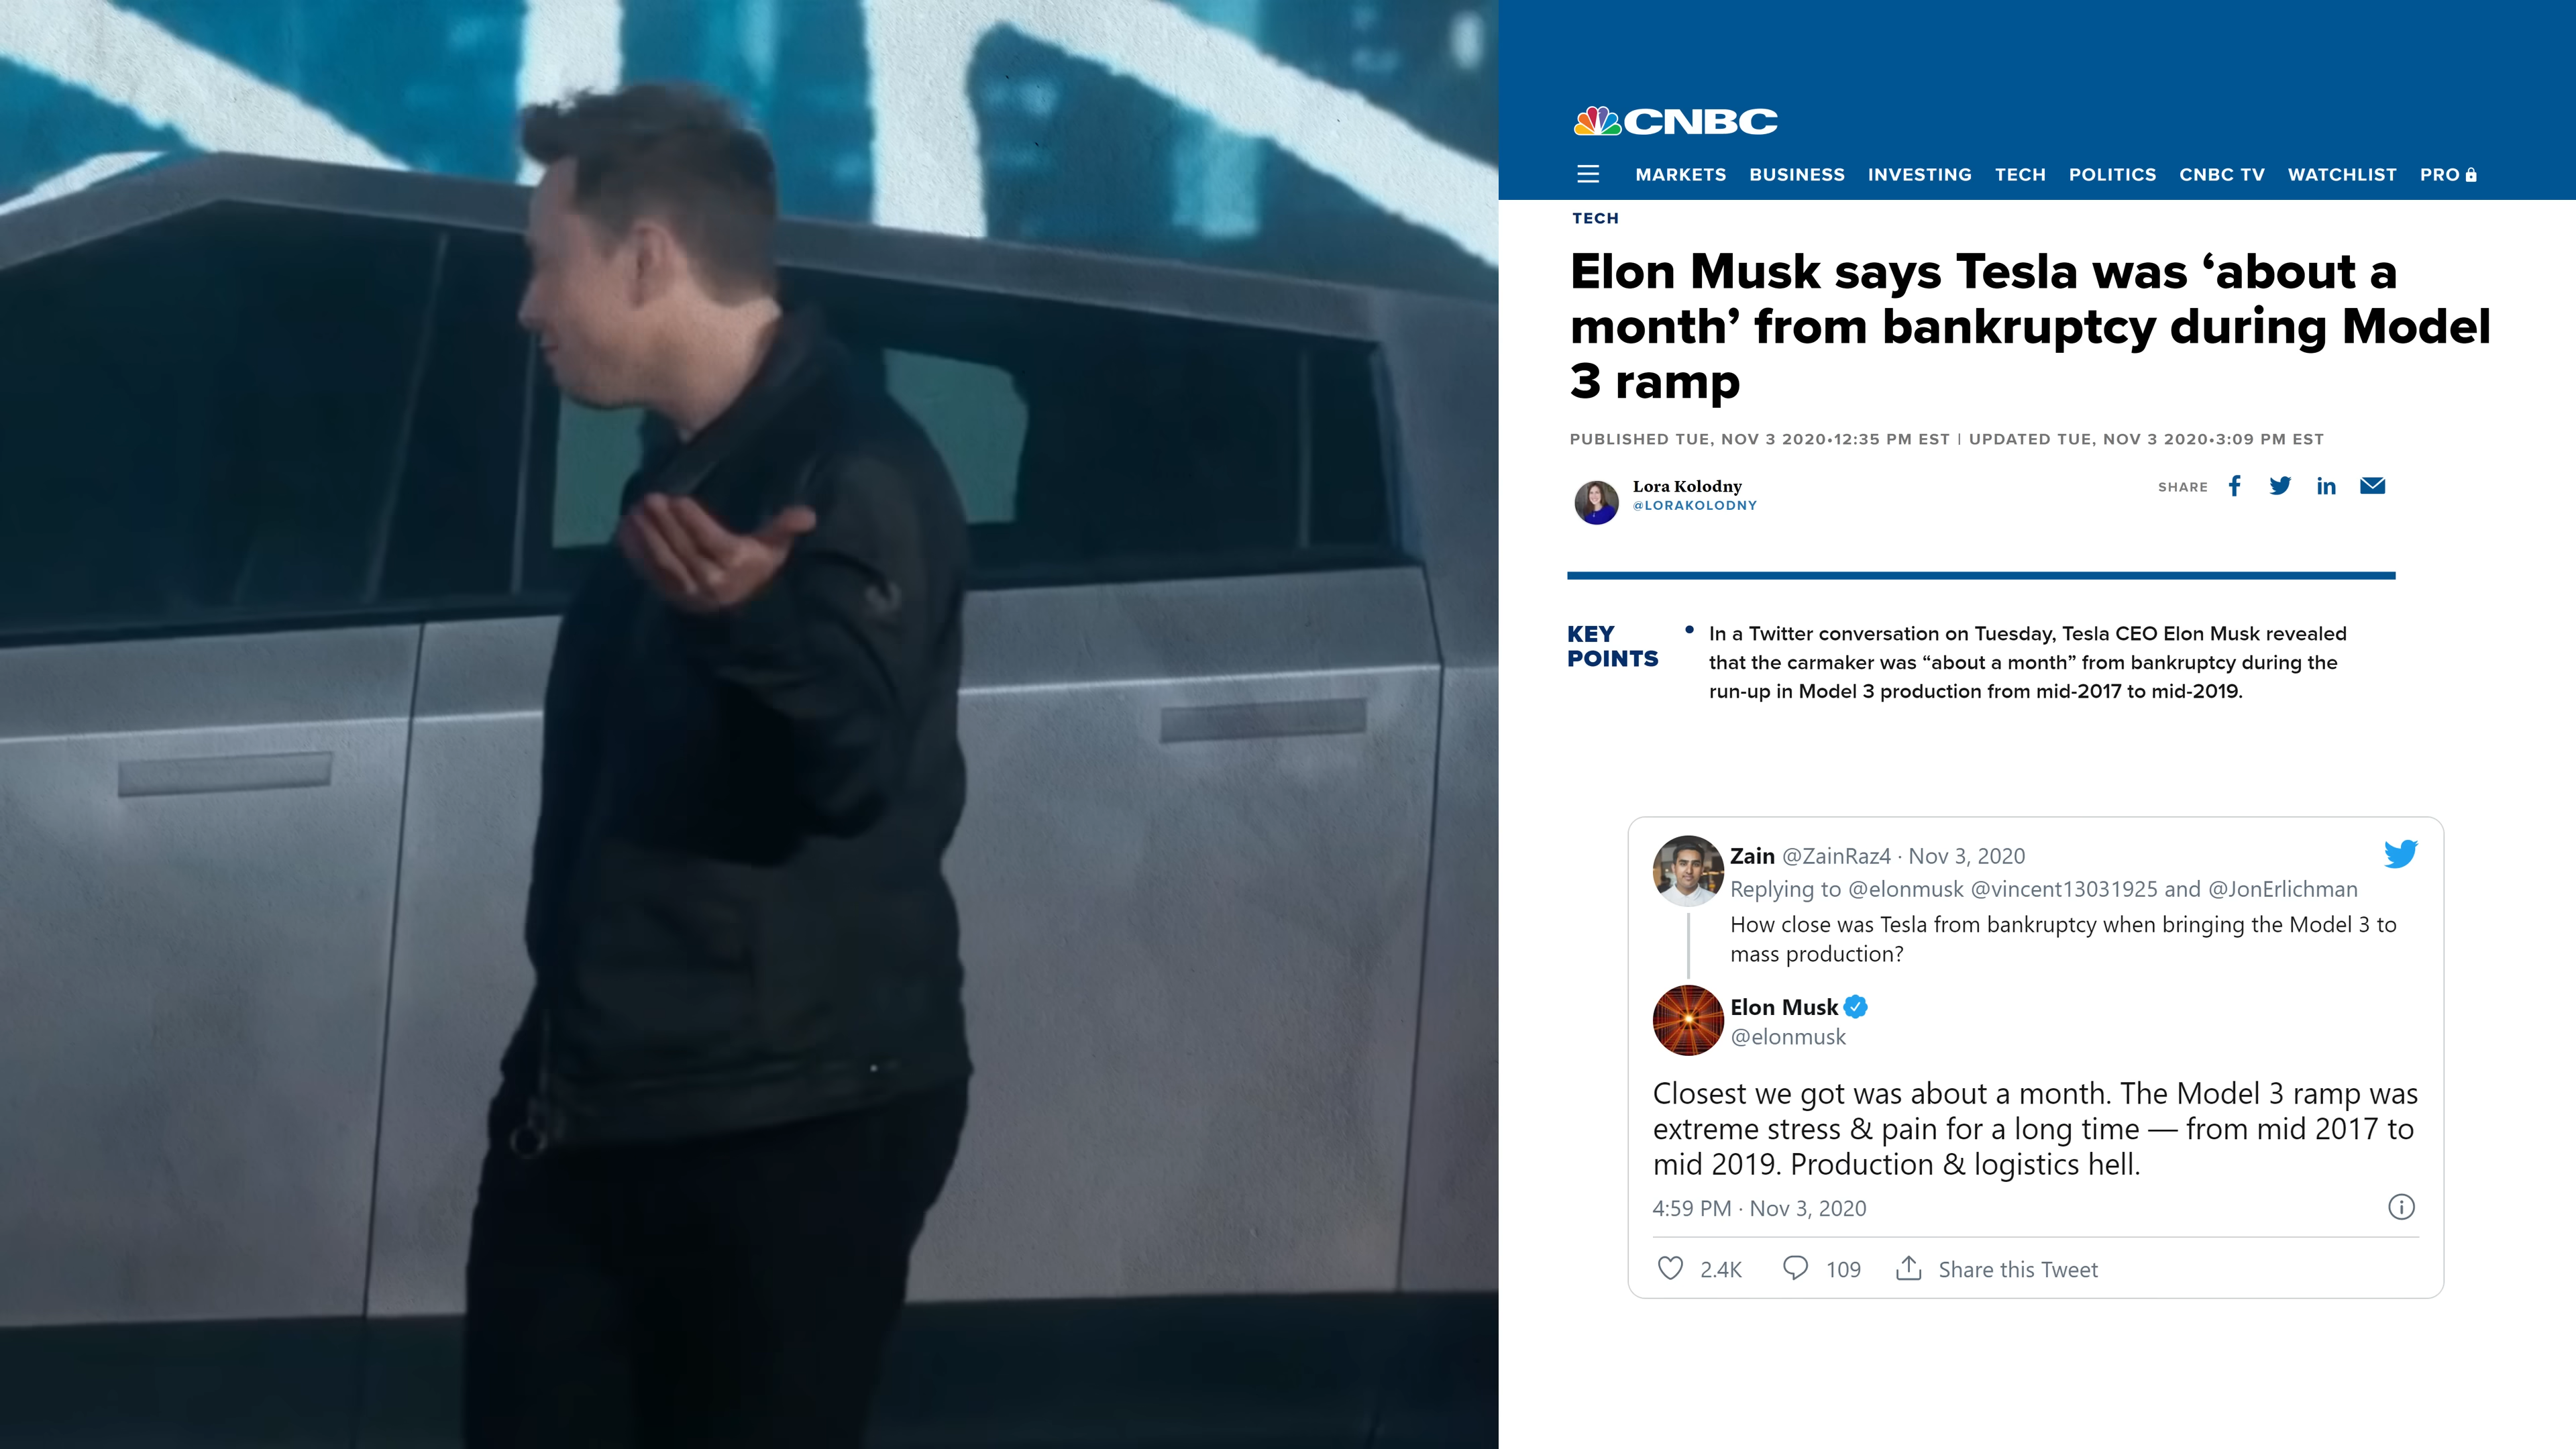 CNBC
MARKETS BUSINESS INVESTING TECH POLITICS CNBC TV WATCHLIST PRO
TECH
Elon Musk says Tesla was ‘about a
month’ from bankruptcy during Model
3 ramp
PUBLISHED TUE, NOV 3 2020•12:35 PM EST | UPDATED TUE, NOV 3 2020•3:09 PM EST
Lora Kolodny
@LORAKOLODNY
SHARE
KEY
POINTS
• In a Twitter conversation on Tuesday, Tesla CEO Elon Musk revealed
that the carmaker was “about a month” from bankruptcy during the
run-up in Model 3 production from mid-2017 to mid-2019.
Zain @ZainRaz4 · Nov 3, 2020
Replying to @elonmusk @vincent13031925 and @JonErlichman
How close was Tesla from bankruptcy when bringing the Model 3 to
mass production?
Elon Musk
@elonmusk
Closest we got was about a month. The Model 3 ramp was
extreme stress & pain for a long time — from mid 2017 to
mid 2019. Production & logistics hell.
4:59 PM · Nov 3, 2020
2.4K 109 Share this Tweet